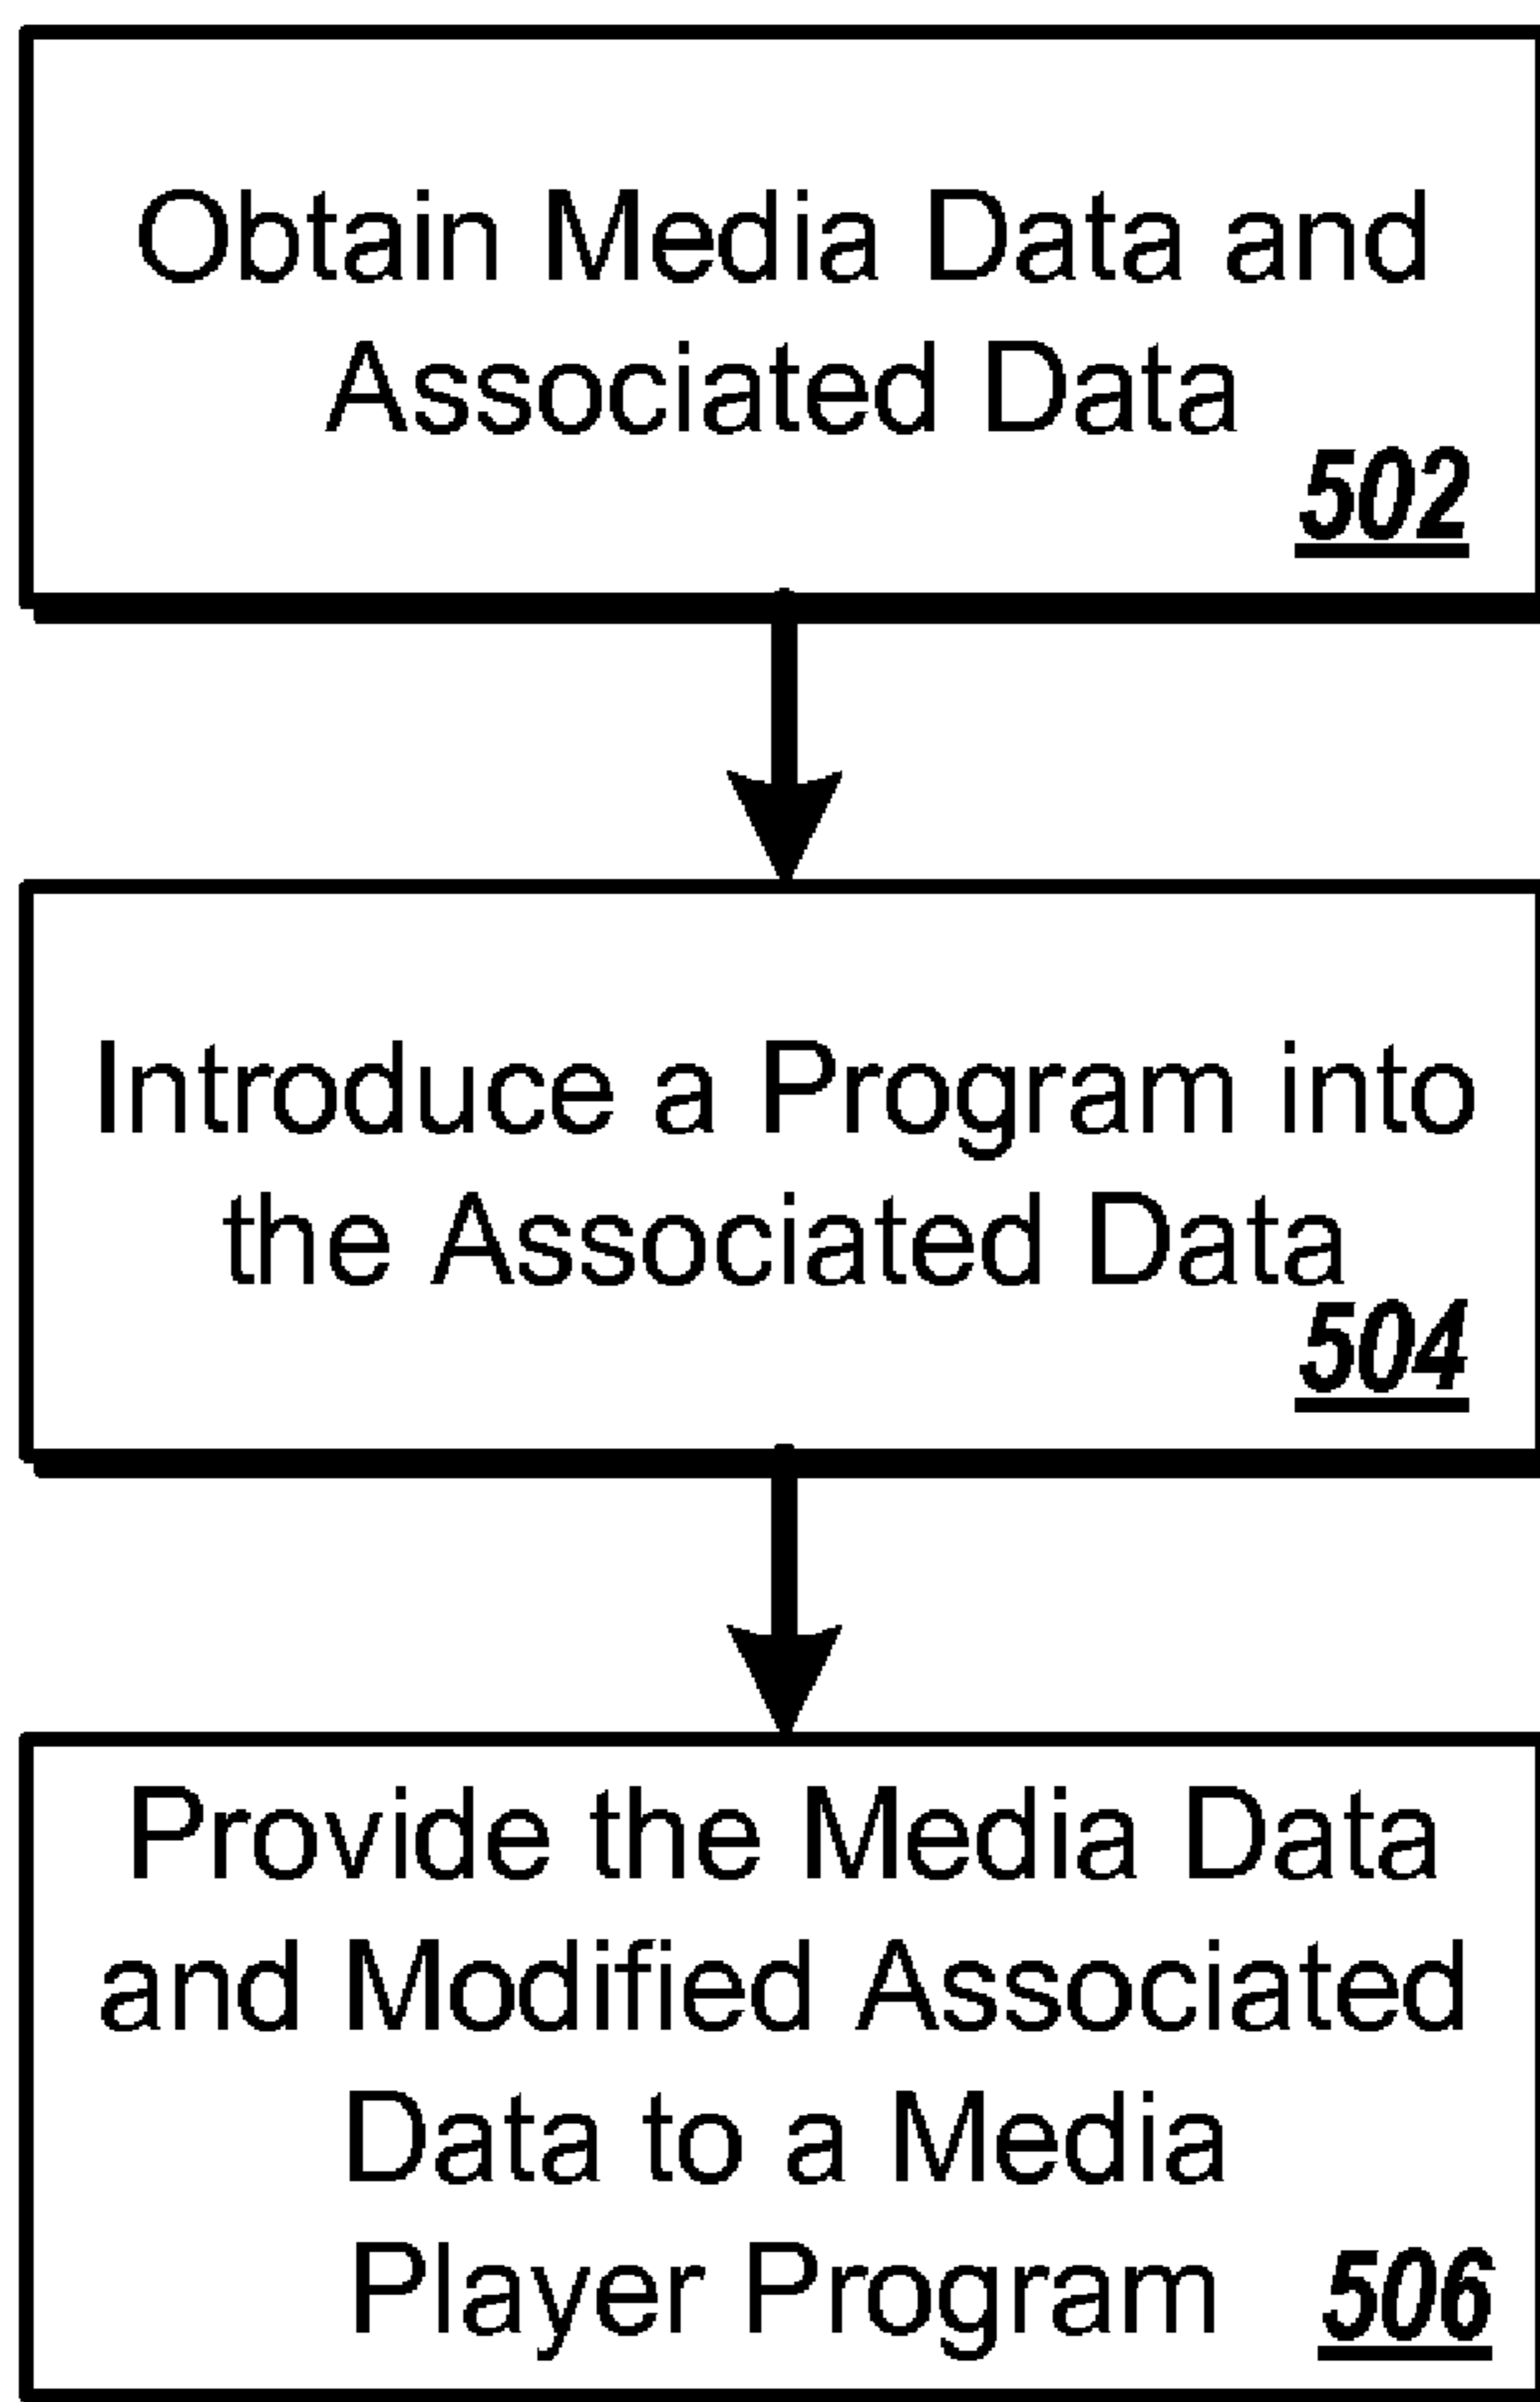 Obtain Media Data and
Associated Data
502
Introduce a Program into
the Associated Data
504
Provide the Media Data
and Modified Associated
Data to a Media
Player Program 506